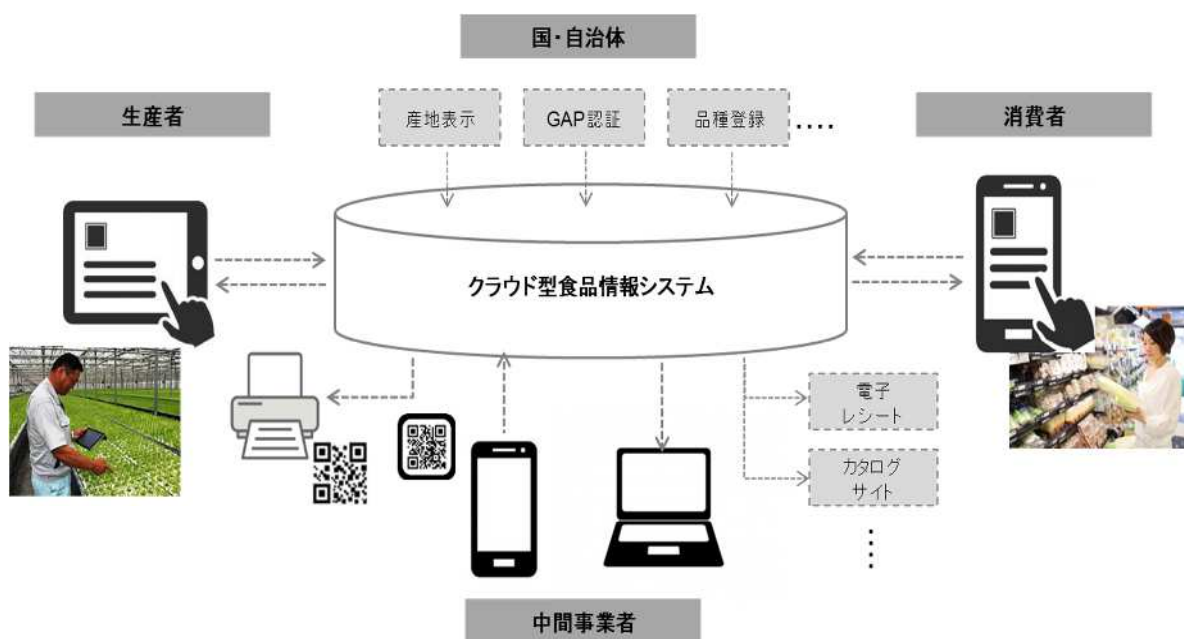 国・自治体
生産者
産地表示
GAP認証
品種登録
....
消費者
クラウド型食品情報システム
電子
レシート
カタログ
サイト
中間事業者